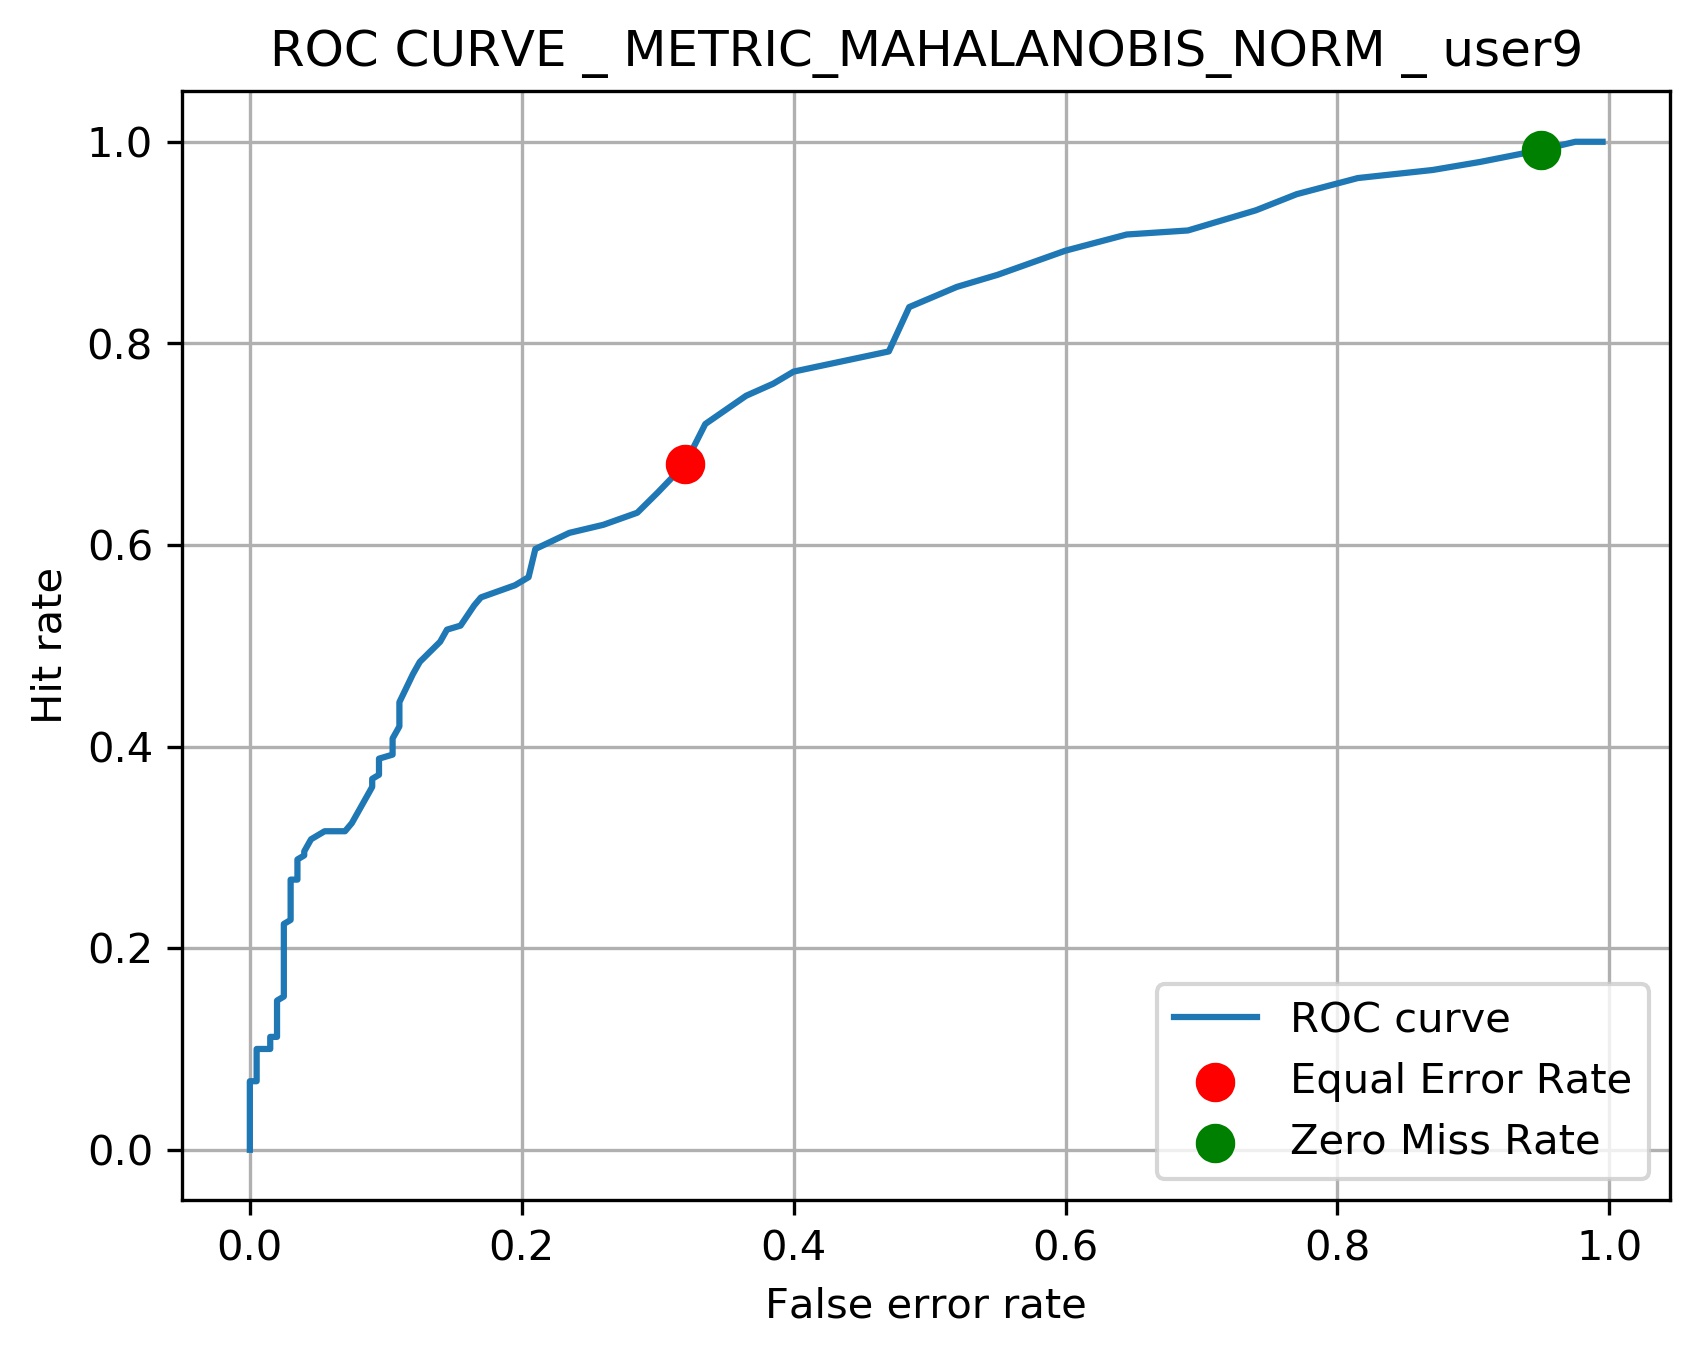 ROC CURVE _ METRIC_MAHALANOBIS_NORM _ user9
1.0
0.8
0.6
0.4
0.2
0.0
Hit rate
ROC curve
Equal Error Rate
Zero Miss Rate
0.0 0.2 0.4 0.6 0.8 1.0
False error rate